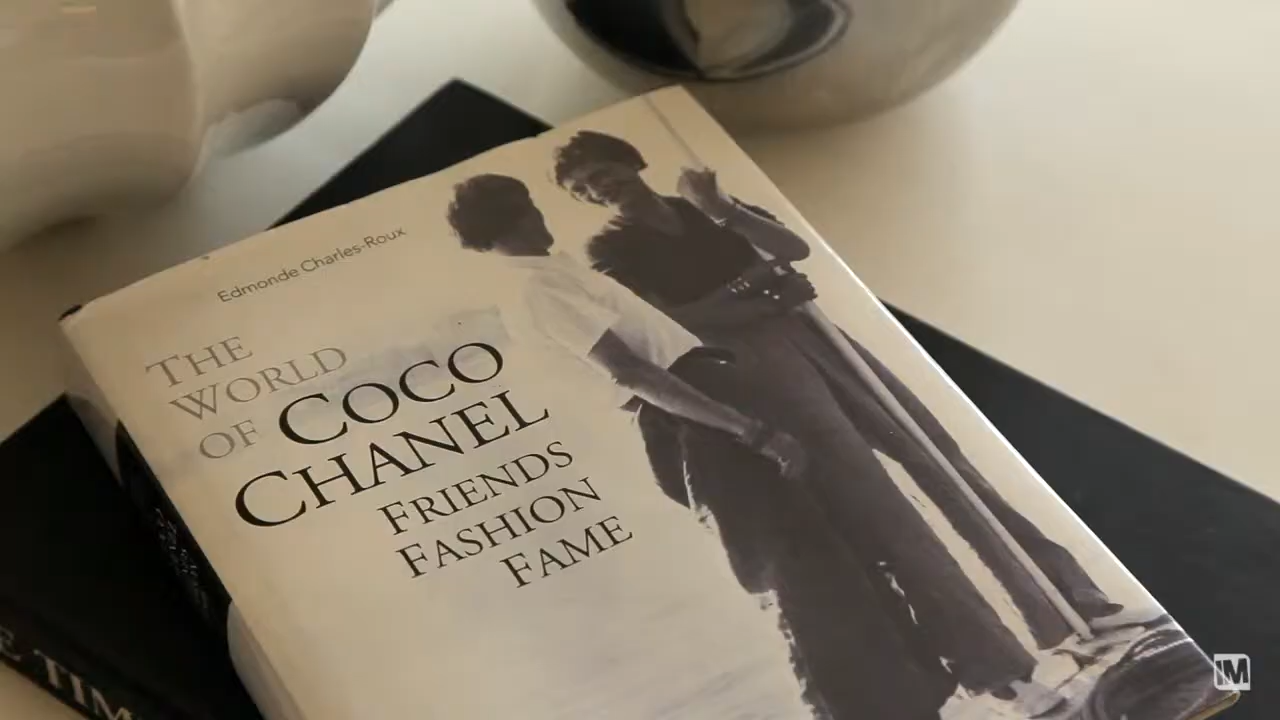 Edmonde Charles-Roux
THE
WORLD
OF COCO
CHANEL
FRIENDS
FASHION
FAME
IM